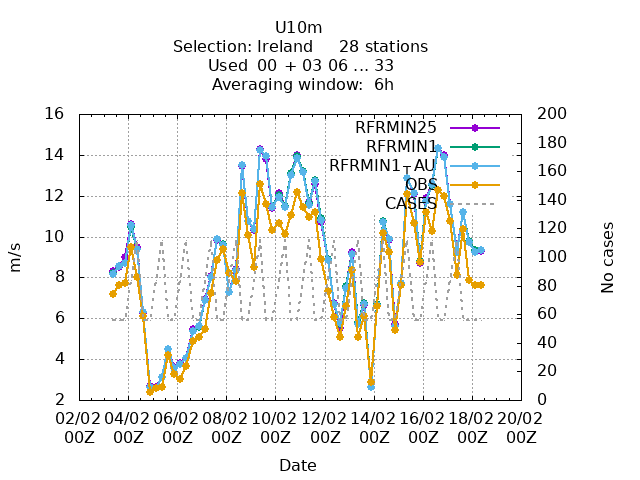 U10m
Selection: Ireland 28 stations
Used 00 + 03 06 ... 33
Averaging window: 6h
16 200
180
14 RFRMIN25
RFRMIN1 160
RFRMIN1_AU
12 OBS 140
CASES
120
10
100
8 80
60
6
40
4
20
2 0
m/s
No cases
02/02 04/02 06/02 08/02 10/02 12/02 14/02 16/02 18/02 20/02
00Z 00Z 00Z 00Z 00Z 00Z 00Z 00Z 00Z 00Z
Date